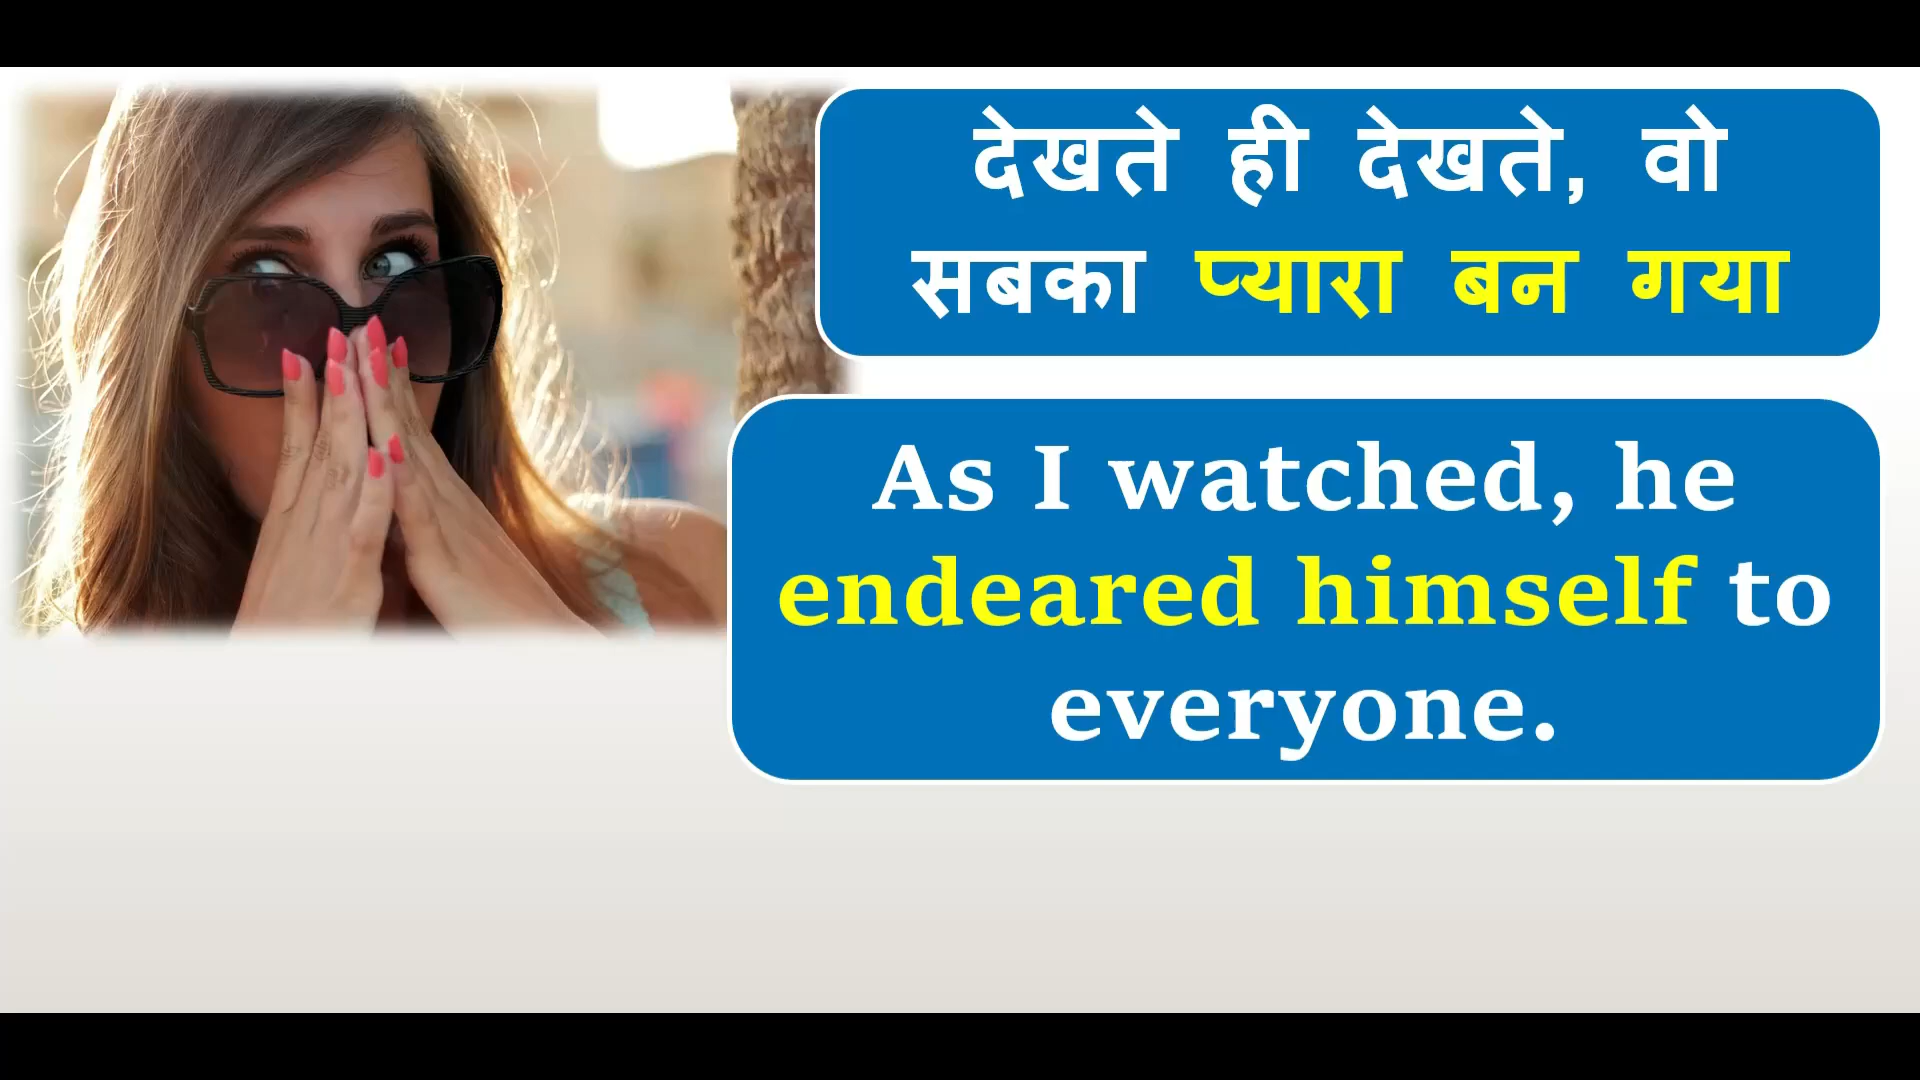 देखते ही देखते, वो
सबका प्यारा बन गया
As I watched, he
endeared himself to
everyone.